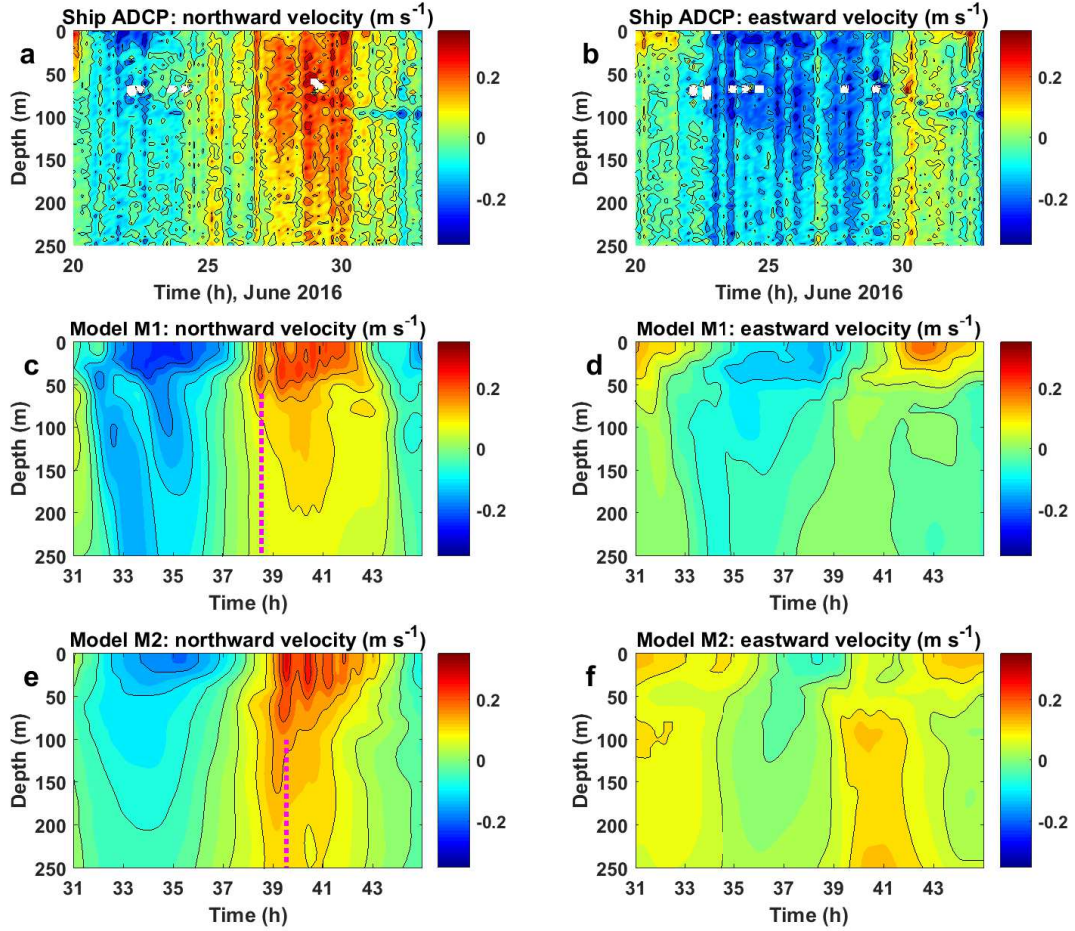 Ship ADCP: northward velocity (m s-1)
a
Depth (m)
0
50
100
150
200
250
20 25 30
Time (h), June 2016
0.2
0
-0.2
Ship ADCP: eastward velocity (m s-1)
b
Depth (m)
0
50
100
150
200
250
20 25 30
Time (h), June 2016
0.2
0
-0.2
Model M1: northward velocity (m s-1)
c
Depth (m)
0
50
100
150
200
250
31 33 35 37 39 41 43
Time (h)
0.2
0
-0.2
Model M1: eastward velocity (m s-1)
d
Depth (m)
0
50
100
150
200
250
31 33 35 37 39 41 43
Time (h)
0.2
0
-0.2
Model M2: northward velocity (m s-1)
e
Depth (m)
0
50
100
150
200
250
31 33 35 37 39 41 43
Time (h)
0.2
0
-0.2
Model M2: eastward velocity (m s-1)
f
Depth (m)
0
50
100
150
200
250
31 33 35 37 39 41 43
Time (h)
0.2
0
-0.2